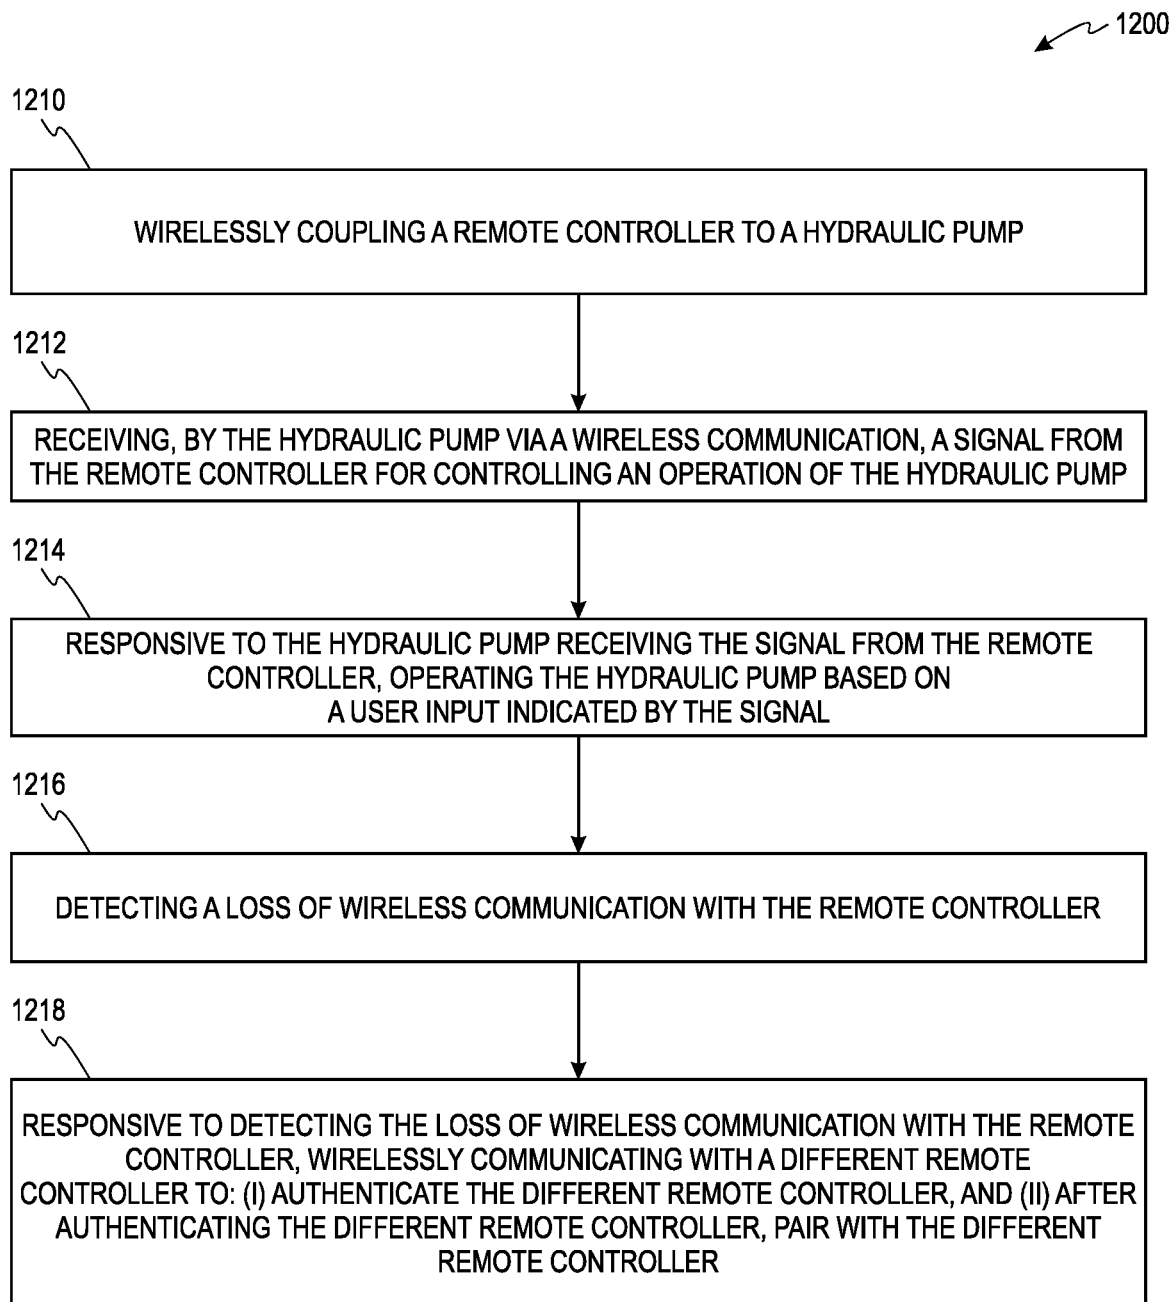 1200
1210
WIRELESSLY COUPLING A REMOTE CONTROLLER TO A HYDRAULIC PUMP
1212
RECEIVING, BY THE HYDRAULIC PUMP VIA A WIRELESS COMMUNICATION, A SIGNAL FROM
THE REMOTE CONTROLLER FOR CONTROLLING AN OPERATION OF THE HYDRAULIC PUMP
1214
RESPONSIVE TO THE HYDRAULIC PUMP RECEIVING THE SIGNAL FROM THE REMOTE
CONTROLLER, OPERATING THE HYDRAULIC PUMP BASED ON
A USER INPUT INDICATED BY THE SIGNAL
1216
DETECTING A LOSS OF WIRELESS COMMUNICATION WITH THE REMOTE CONTROLLER
1218
RESPONSIVE TO DETECTING THE LOSS OF WIRELESS COMMUNICATION WITH THE REMOTE
CONTROLLER, WIRELESSLY COMMUNICATING WITH A DIFFERENT REMOTE
CONTROLLER TO: (I) AUTHENTICATE THE DIFFERENT REMOTE CONTROLLER, AND (II) AFTER
AUTHENTICATING THE DIFFERENT REMOTE CONTROLLER, PAIR WITH THE DIFFERENT
REMOTE CONTROLLER